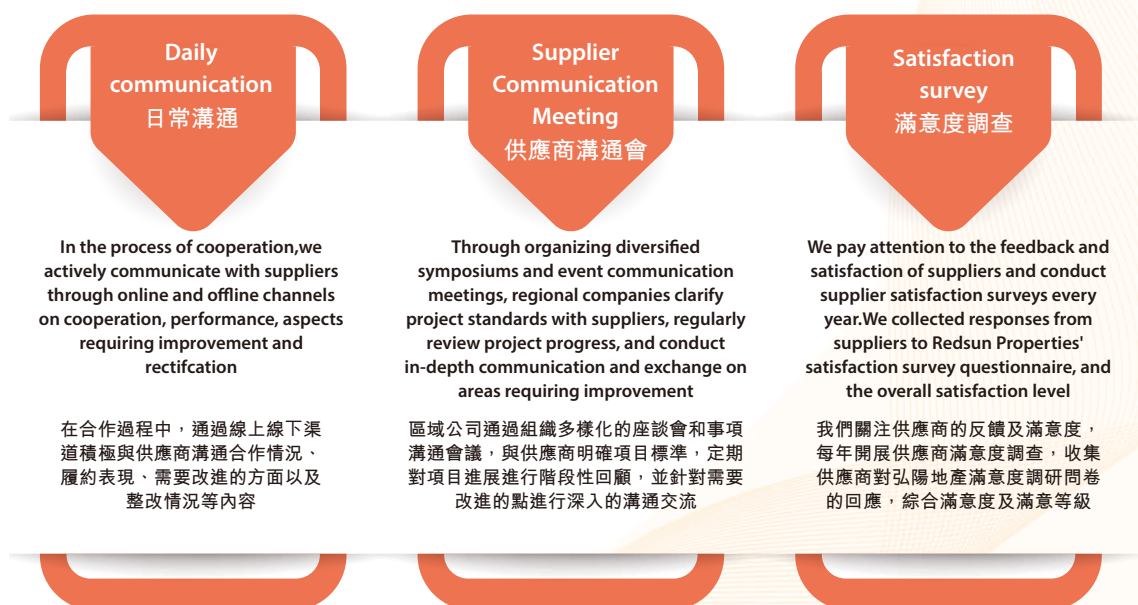 Daily
communication
日常溝通
In the process of cooperation,we
actively communicate with suppliers
through online and offline channels
on cooperation, performance, aspects
requiring improvement and
rectifcation
在合作過程中，通過線上線下渠
道積極與供應商溝通合作情況、
履約表現、需要改進的方面以及
整改情況等內容
Supplier
Communication
Meeting
供應商溝通會
Through organizing diversified
symposiums and event communication
meetings, regional companies clarify
project standards with suppliers, regularly
review project progress, and conduct
in-depth communication and exchange on
areas requiring improvement
區域公司通過組織多樣化的座談會和事項
溝通會議，與供應商明確項目標準，定期
對項目進展進行階段性回顧，並針對需要
改進的點進行深入的溝通交流
Satisfaction
survey
滿意度調查
We pay attention to the feedback and
satisfaction of suppliers and conduct
supplier satisfaction surveys every
year.We collected responses from
suppliers to Redsun Properties'
satisfaction survey questionnaire, and
the overall satisfaction level
我們關注供應商的反饋及滿意度，
每年開展供應商滿意度調查，收集
供應商對弘陽地產滿意度調研問卷
的回應，綜合滿意度及滿意等級